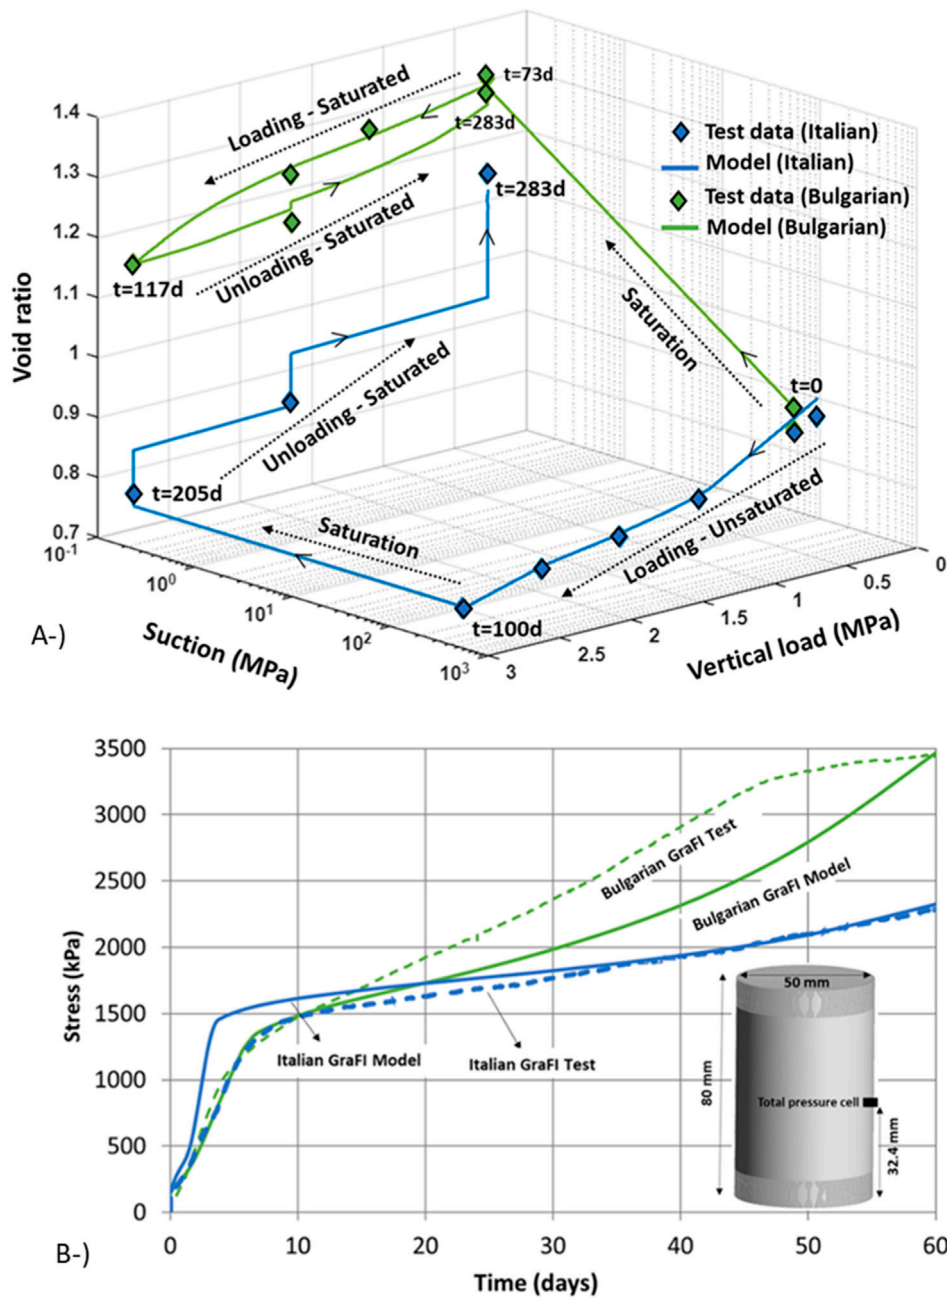 1.4
1.3
1.2
1.1
1
0.9
0.8
0.7
Void ratio
Loading - Saturated
t=73d
t=283d
Unloading - Saturated
t=117d
t=283d
Test data (Italian)
Model (Italian)
Test data (Bulgarian)
Model (Bulgarian)
Saturation
t=0
Unloading - Saturated
t=205d
Saturation
Loading - Unsaturated
t=100d
10-1
100
101
102
103
Suction (MPa)
3
2.5
2
1.5
1
0.5
0
Vertical load (MPa)
A-)
3500
3000
2500
2000
1500
1000
500
0
Stress (kPa)
Bulgarian GraFI Test
Bulgarian GraFI Model
Italian GraFI Model
Italian GraFI Test
50 mm
80 mm
Total pressure cell
32.4 mm
0
10
20
30
40
50
60
Time (days)
B-)